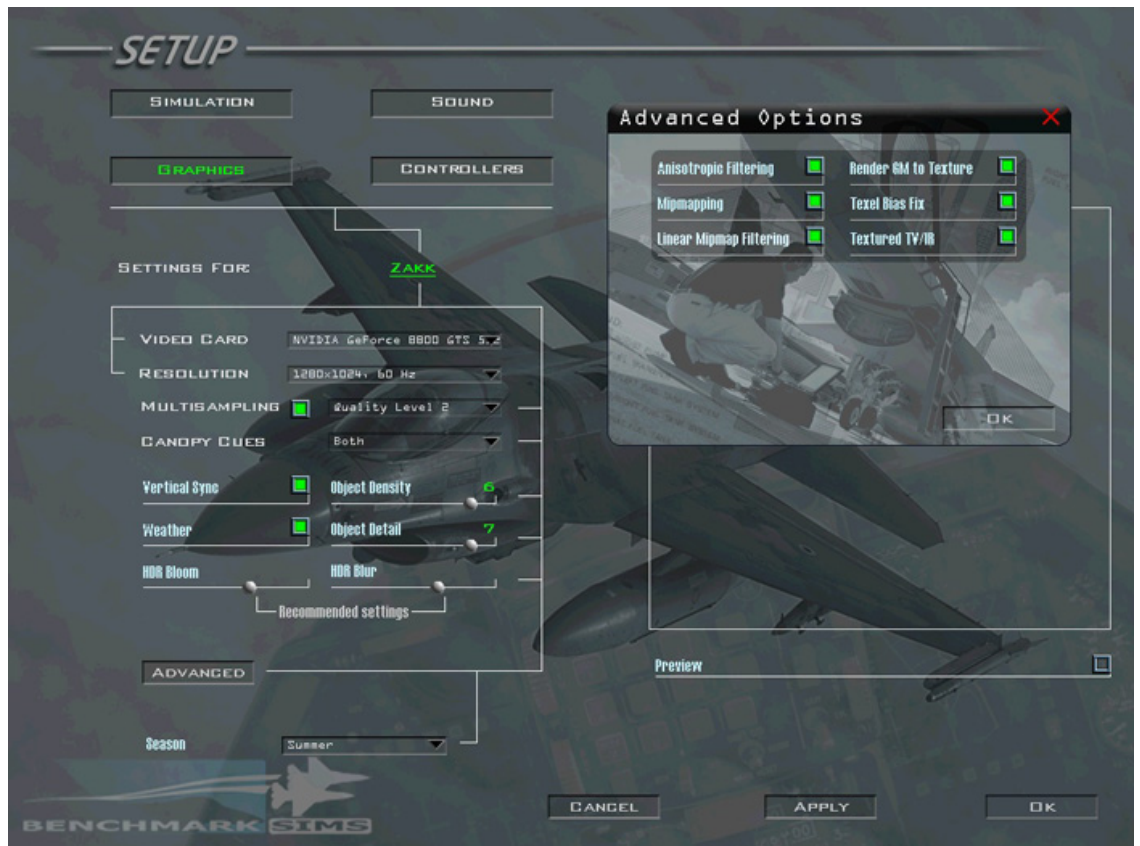 SETUP
SIMULATION
SOUND
GRAPHICS
CONTROLLERS
SETTINGS FOR:
ZAKK
VIDEO CARD
NVIDIA GeForce 8800 GTS 5.2
RESOLUTION
1280x1024, 60 Hz
MULTISAMPLING
Quality Level 2
CANOPY CUES
Both
Vertical Sync
Object Density
6
Weather
Object Detail
7
HDR Bloom
HDR Blur
Recommended settings
ADVANCED
Season
Summer
BENCHMARK SIMS
Advanced Options
Anisotropic Filtering
Render GM to Texture
Mipmapping
Texel Bias Fix
Linear Mipmap Filtering
Textured TV/IR
OK
Preview
CANCEL
APPLY
OK